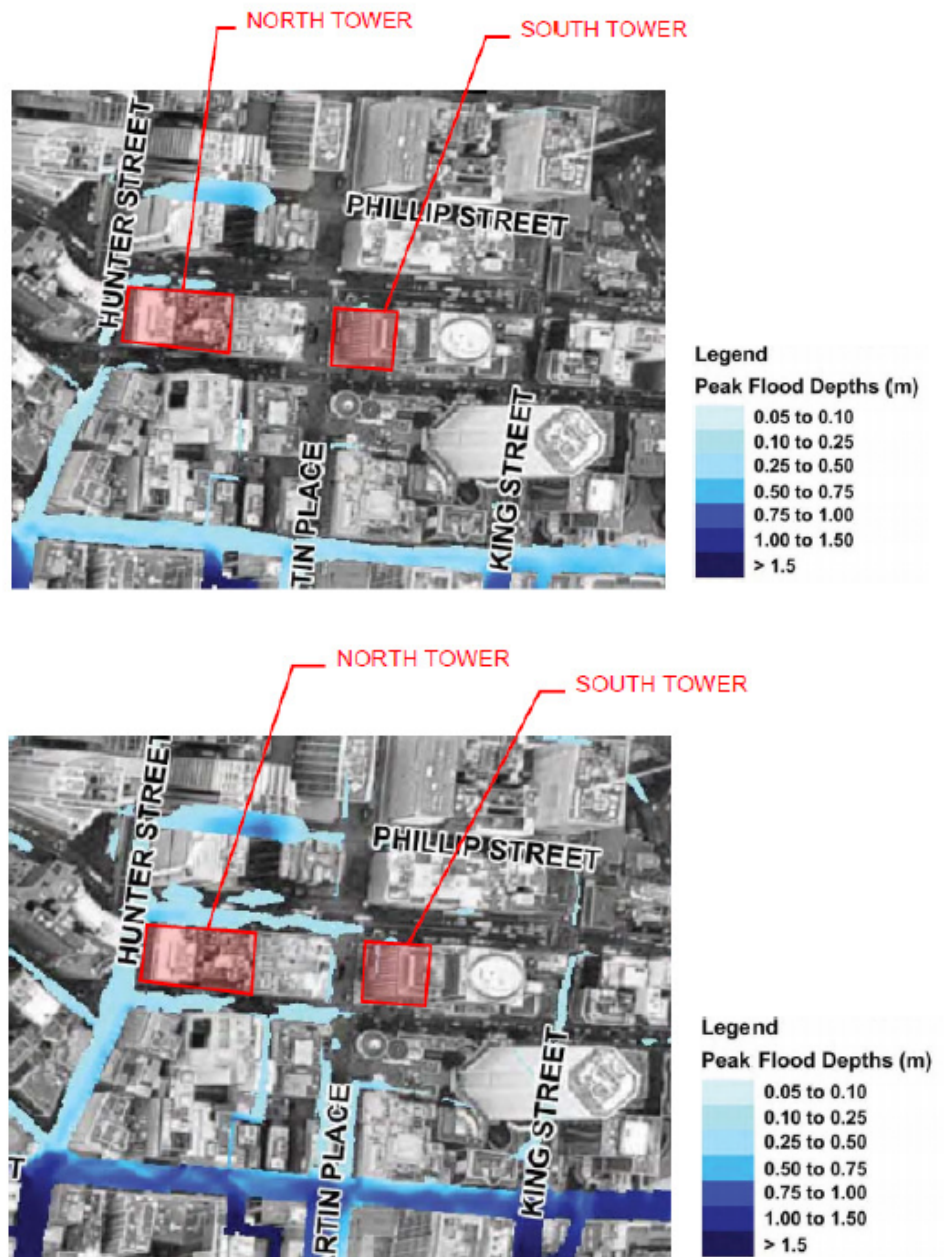 NORTH TOWER
SOUTH TOWER
HUNTER STREET
PHILLIP STREET
TIN PLACE
KING STREET
Legend
Peak Flood Depths (m)
0.05 to 0.10
0.10 to 0.25
0.25 to 0.50
0.50 to 0.75
0.75 to 1.00
1.00 to 1.50
> 1.5
NORTH TOWER
SOUTH TOWER
HUNTER STREET
PHILLIP STREET
RTIN PLACE
KING STREET
T
Legend
Peak Flood Depths (m)
0.05 to 0.10
0.10 to 0.25
0.25 to 0.50
0.50 to 0.75
0.75 to 1.00
1.00 to 1.50
> 1.5